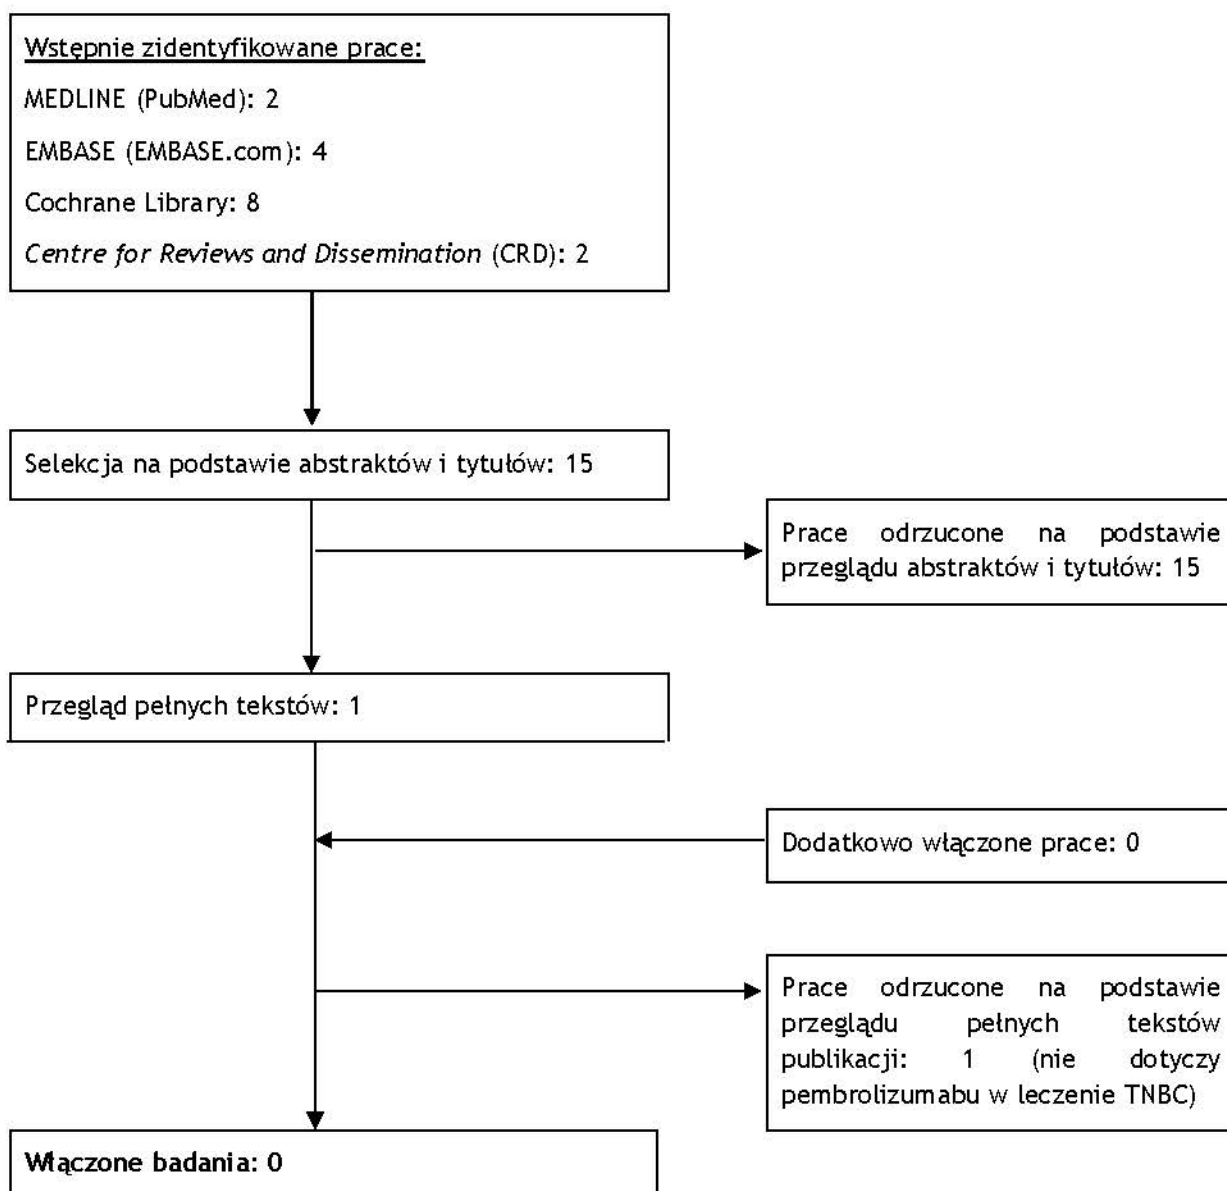 Wstępnie zidentyfikowane prace:
MEDLINE (PubMed): 2
EMBASE (EMBASE.com): 4
Cochrane Library: 8
Centre for Reviews and Dissemination (CRD): 2
Selekcja na podstawie abstraktów i tytułów: 15
Prace odrzucone na podstawie
przeglądu abstraktów i tytułów: 15
Przegląd pełnych tekstów: 1
Dodatkowo włączone prace: 0
Prace odrzucone na podstawie
przeglądu pełnych tekstów
publikacji: 1 (nie dotyczy
pembrolizumabu w leczenie TNBC)
Włączone badania: 0